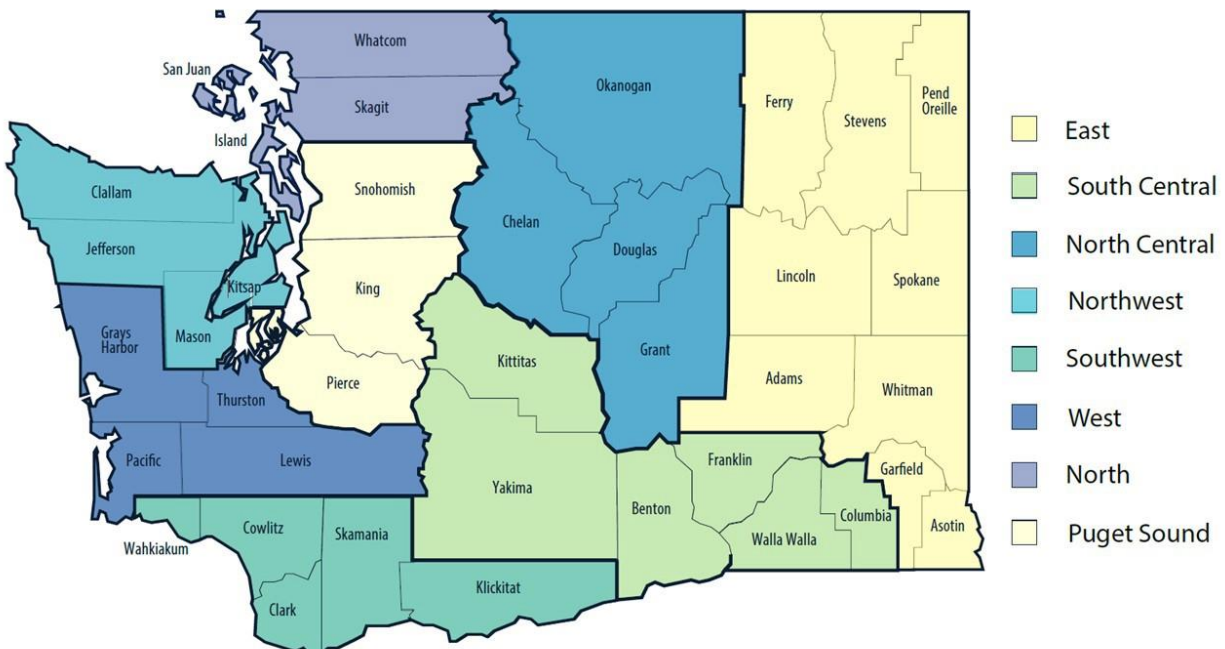 Whatcom
San Juan
Skagit
Island
Okanogan
Ferry
Stevens
Pend
Oreille
Clallam
Snohomish
Chelan
Douglas
Jefferson
Kitsap
King
Lincoln
Spokane
Grays
Harbor
Mason
Grant
Kittitas
Pierce
Thurston
Adams
Whitman
Pacific
Lewis
Yakima
Franklin
Garfield
Benton
Columbia
Walla Walla
Asotin
Cowlitz
Skamania
Wahkiakum
Klickitat
Clark
East
South Central
North Central
Northwest
Southwest
West
North
Puget Sound